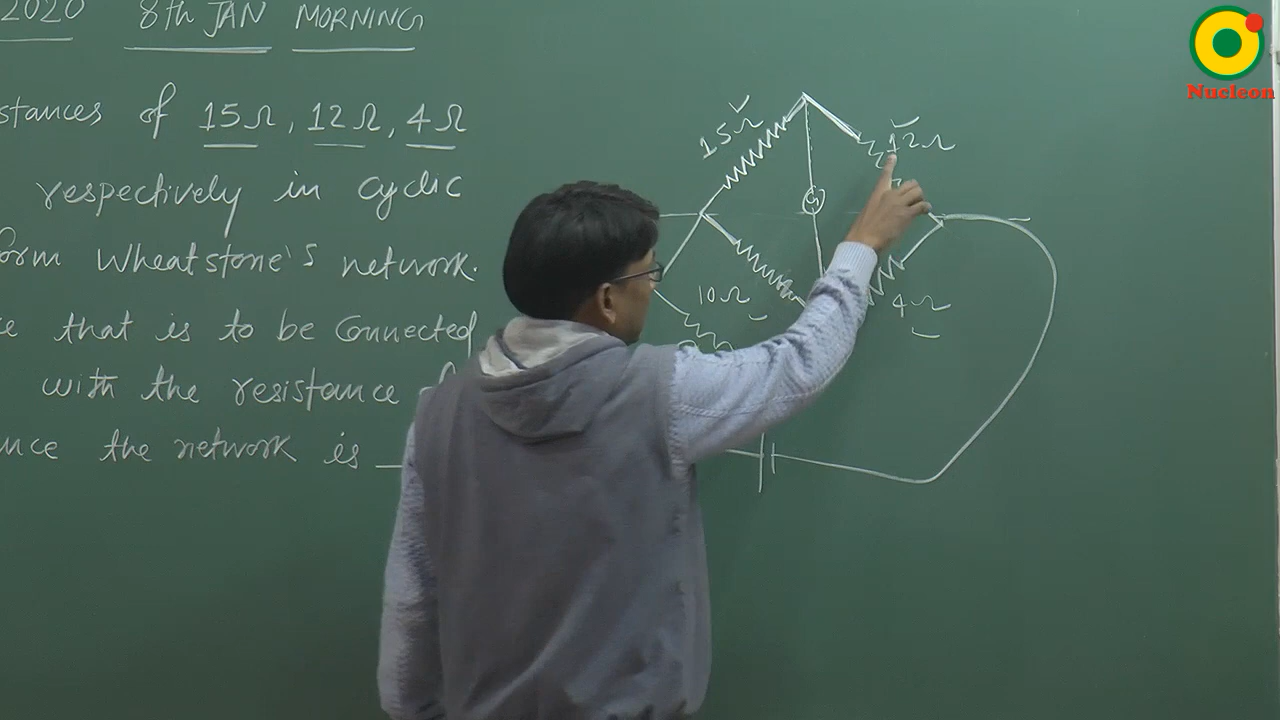 2020 8th JAN MORNING
stances of 15Ω, 12Ω, 4Ω
respectively in cyclic
orm Wheatstone's network.
ce that is to be Connected
with the resistance
nce the network is
15Ω
12Ω
G
10Ω
4Ω
Nucleon